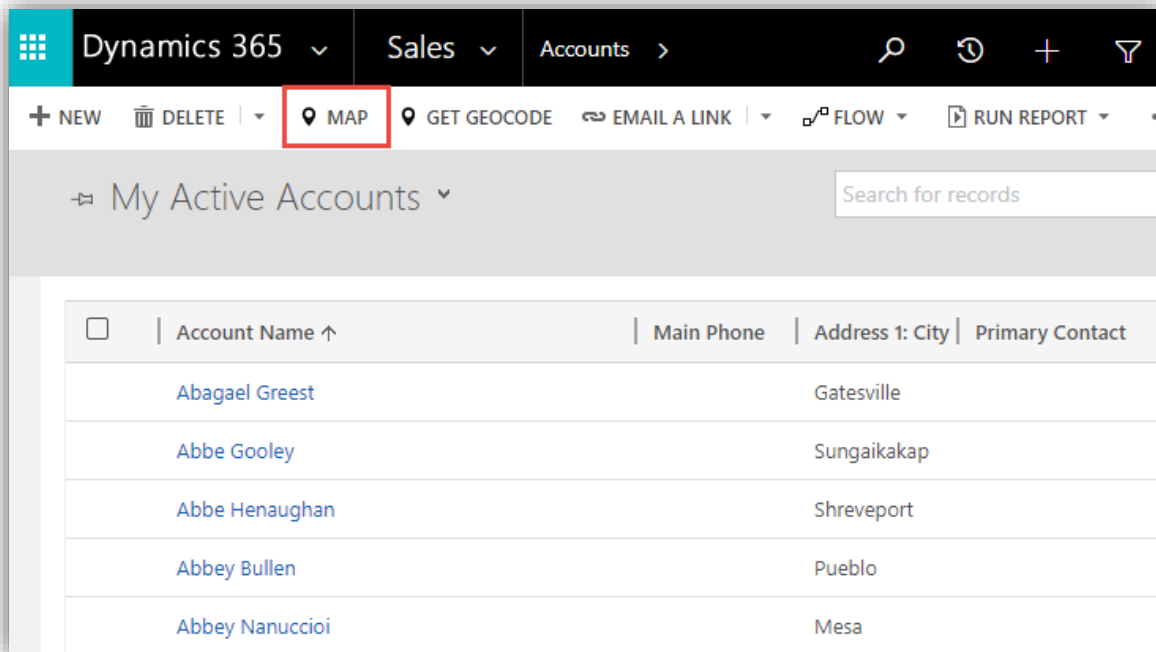 Dynamics 365 Sales Accounts
NEW DELETE MAP GET GEOCODE EMAIL A LINK FLOW RUN REPORT
My Active Accounts Search for records
Account Name Main Phone Address 1: City Primary Contact
Abagael Greest Gatesville
Abbe Gooley Sungaikakap
Abbe Henaughan Shreveport
Abbey Bullen Pueblo
Abbey Nanuccioi Mesa